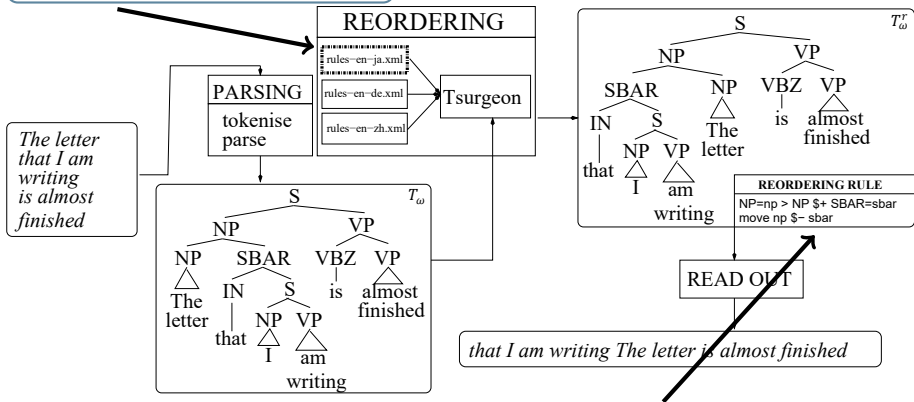 REORDERING
rules-en-ja.xml
rules-en-de.xml
rules-en-zh.xml
Tsurgeon
PARSING
tokenise
parse
The letter
that I am
writing
is almost
finished
T_ω
S
NP VP
NP SBAR VBZ VP
The
letter
IN S
is
almost
finished
that
NP VP
I
am
writing
T_ω^r
S
NP VP
SBAR NP VBZ VP
IN S
The
letter
is
almost
finished
that
NP VP
I
am
writing
REORDERING RULE
NP=np > NP $+ SBAR=sbar
move np $- sbar
READ OUT
that I am writing The letter is almost finished